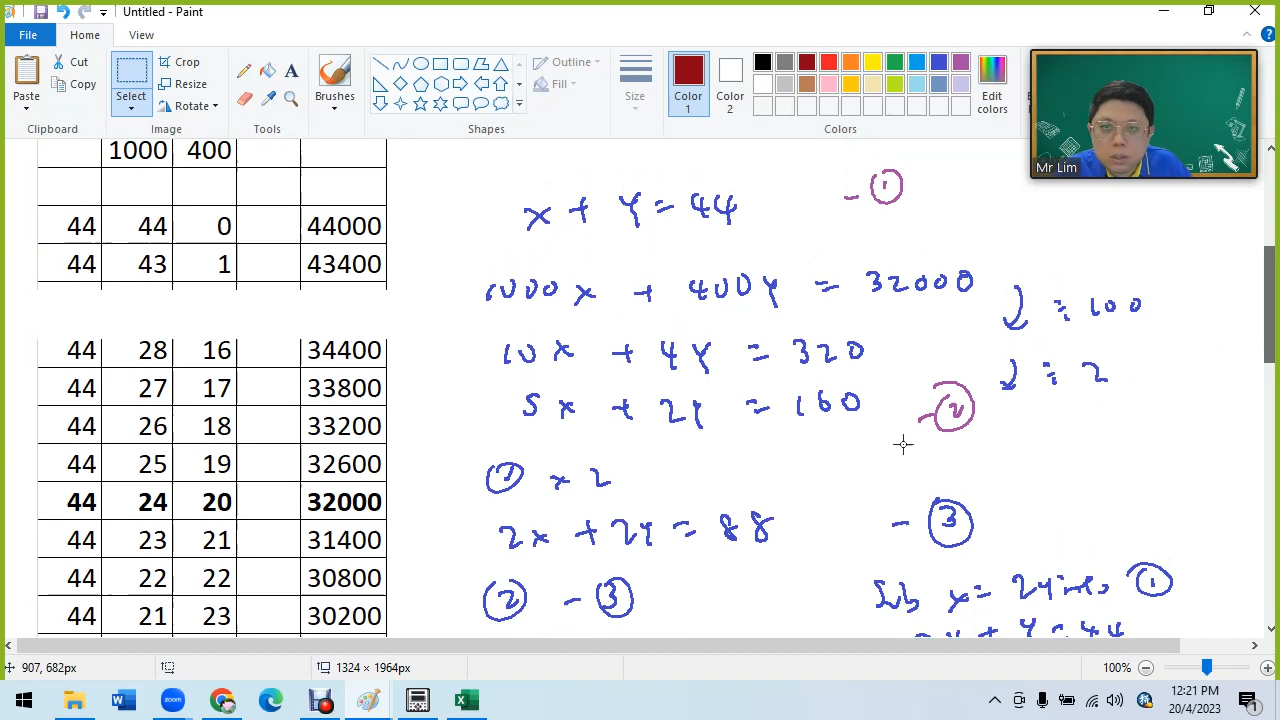 Untitled - Paint
File Home View
Paste Cut Copy Clipboard
Select Crop Resize Rotate Image
Tools
Brushes
Outline Fill Shapes
Size
Color 1 Color 2 Edit colors Colors
Mr Lim
1000 400
44 44 0 44000
44 43 1 43400
44 28 16 34400
44 27 17 33800
44 26 18 33200
44 25 19 32600
44 24 20 32000
44 23 21 31400
44 22 22 30800
44 21 23 30200
x + y = 44 - ①
1000x + 400y = 32000 ÷ 100
10x + 4y = 320 ÷ 2
5x + 2y = 160 - ②
① × 2
2x + 2y = 88 - ③
② - ③
Sub x = 24 into ①
24 + y = 44
907, 682px
1324 × 1964px
100%
zoom
12:21 PM
20/4/2023